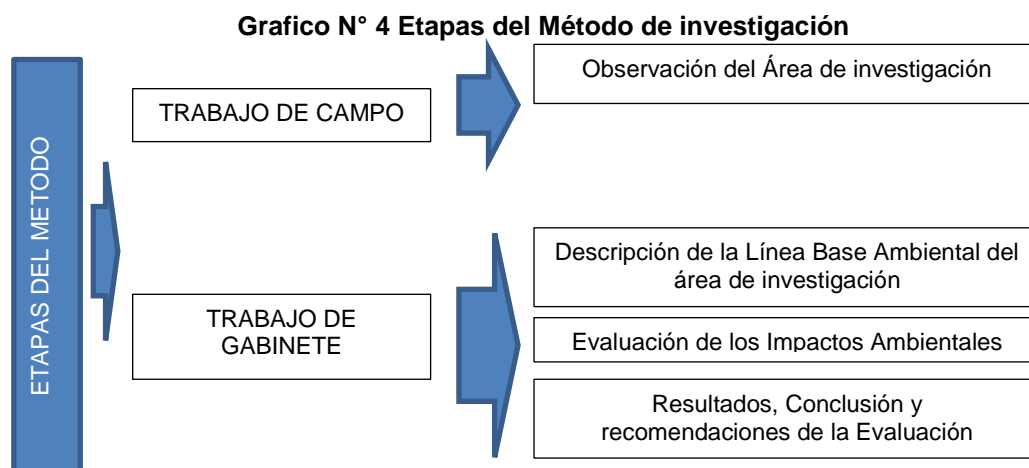 Grafico N° 4 Etapas del Método de investigación
ETAPAS DEL METODO
TRABAJO DE CAMPO
Observación del Área de investigación
TRABAJO DE
GABINETE
Descripción de la Línea Base Ambiental del
área de investigación
Evaluación de los Impactos Ambientales
Resultados, Conclusión y
recomendaciones de la Evaluación